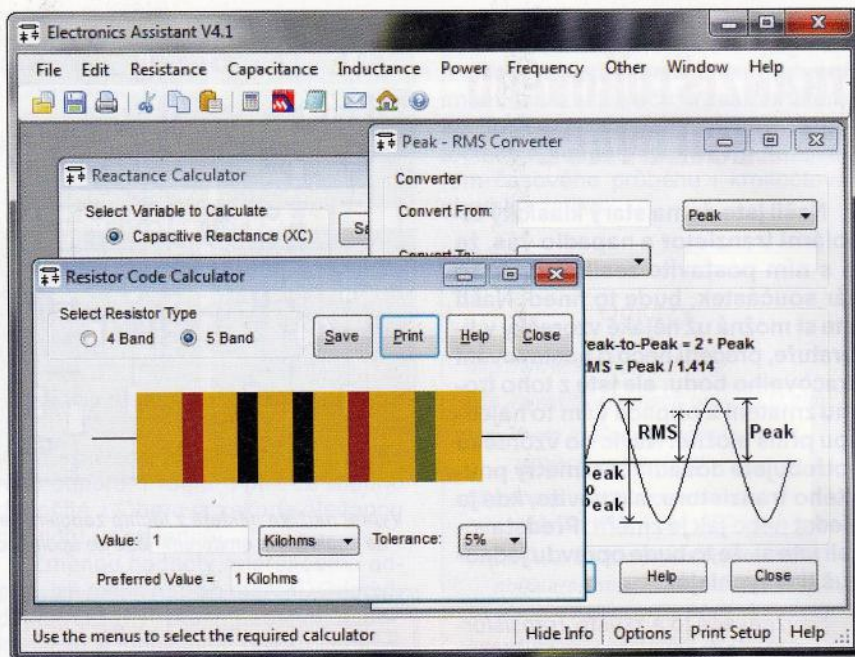 Electronics Assistant V4.1
File Edit Resistance Capacitance Inductance Power Frequency Other Window Help
Reactance Calculator
Select Variable to Calculate
Capacitive Reactance (XC)
Peak - RMS Converter
Converter
Convert From:
Peak
Convert To:
eak-to-Peak = 2 * Peak
MS = Peak / 1.414
RMS
Peak
Peak
Peak
Help
Close
Resistor Code Calculator
Select Resistor Type
4 Band 5 Band
Save Print Help Close
Value: 1 Kilohms Tolerance: 5%
Preferred Value = 1 Kilohms
Use the menus to select the required calculator Hide Info Options Print Setup Help